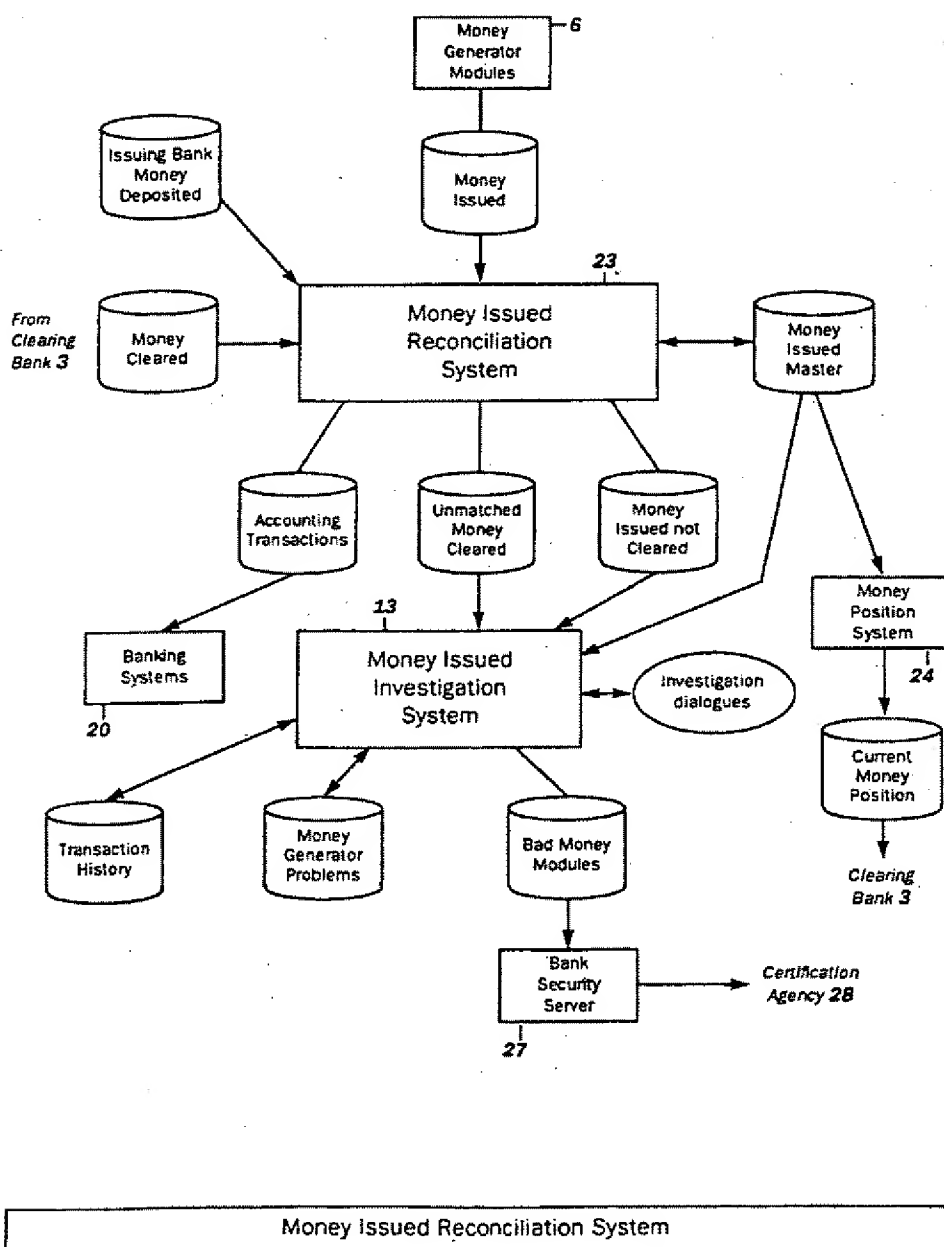 Money
Generator
Modules
6
Issuing Bank
Money
Deposited
Money
Issued
23
From
Clearing
Bank 3
Money
Cleared
Money Issued
Reconciliation
System
Money
Issued
Master
Accounting
Transactions
Unmatched
Money
Cleared
Money
Issued not
Cleared
13
Banking
Systems
20
Money Issued
Investigation
System
Investigation
dialogues
Money
Position
System
24
Transaction
History
Money
Generator
Problems
Bad Money
Modules
Current
Money
Position
Clearing
Bank 3
Bank
Security
Server
27
Certification
Agency 28
Money Issued Reconciliation System